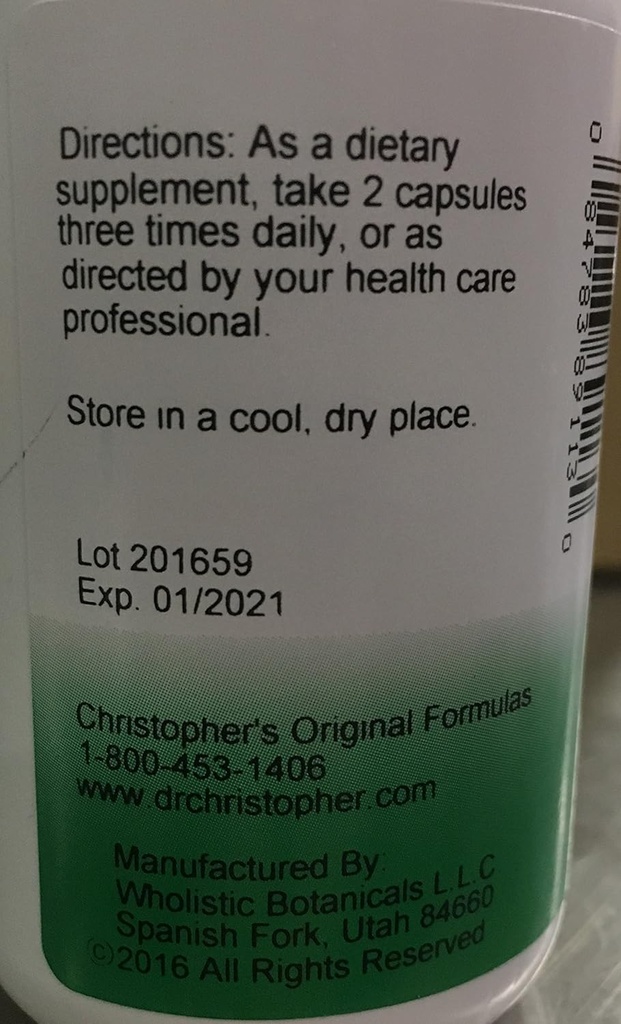 Directions: As a dietary
supplement, take 2 capsules
three times daily, or as
directed by your health care
professional.
Store in a cool, dry place.
Lot 201659
Exp. 01/2021
Christopher's Original Formulas
1-800-453-1406
www.drchristopher.com
Manufactured By:
Wholistic Botanicals L.L.C
Spanish Fork, Utah 84660
©2016 All Rights Reserved
0 84783 89113 0